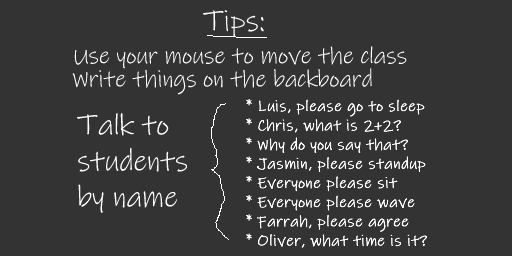 Tips:
Use your mouse to move the class
Write things on the backboard
Talk to
students
by name
* Luis, please go to sleep
* Chris, what is 2+2?
* Why do you say that?
* Jasmin, please standup
* Everyone please sit
* Everyone please wave
* Farrah, please agree
* Oliver, what time is it?